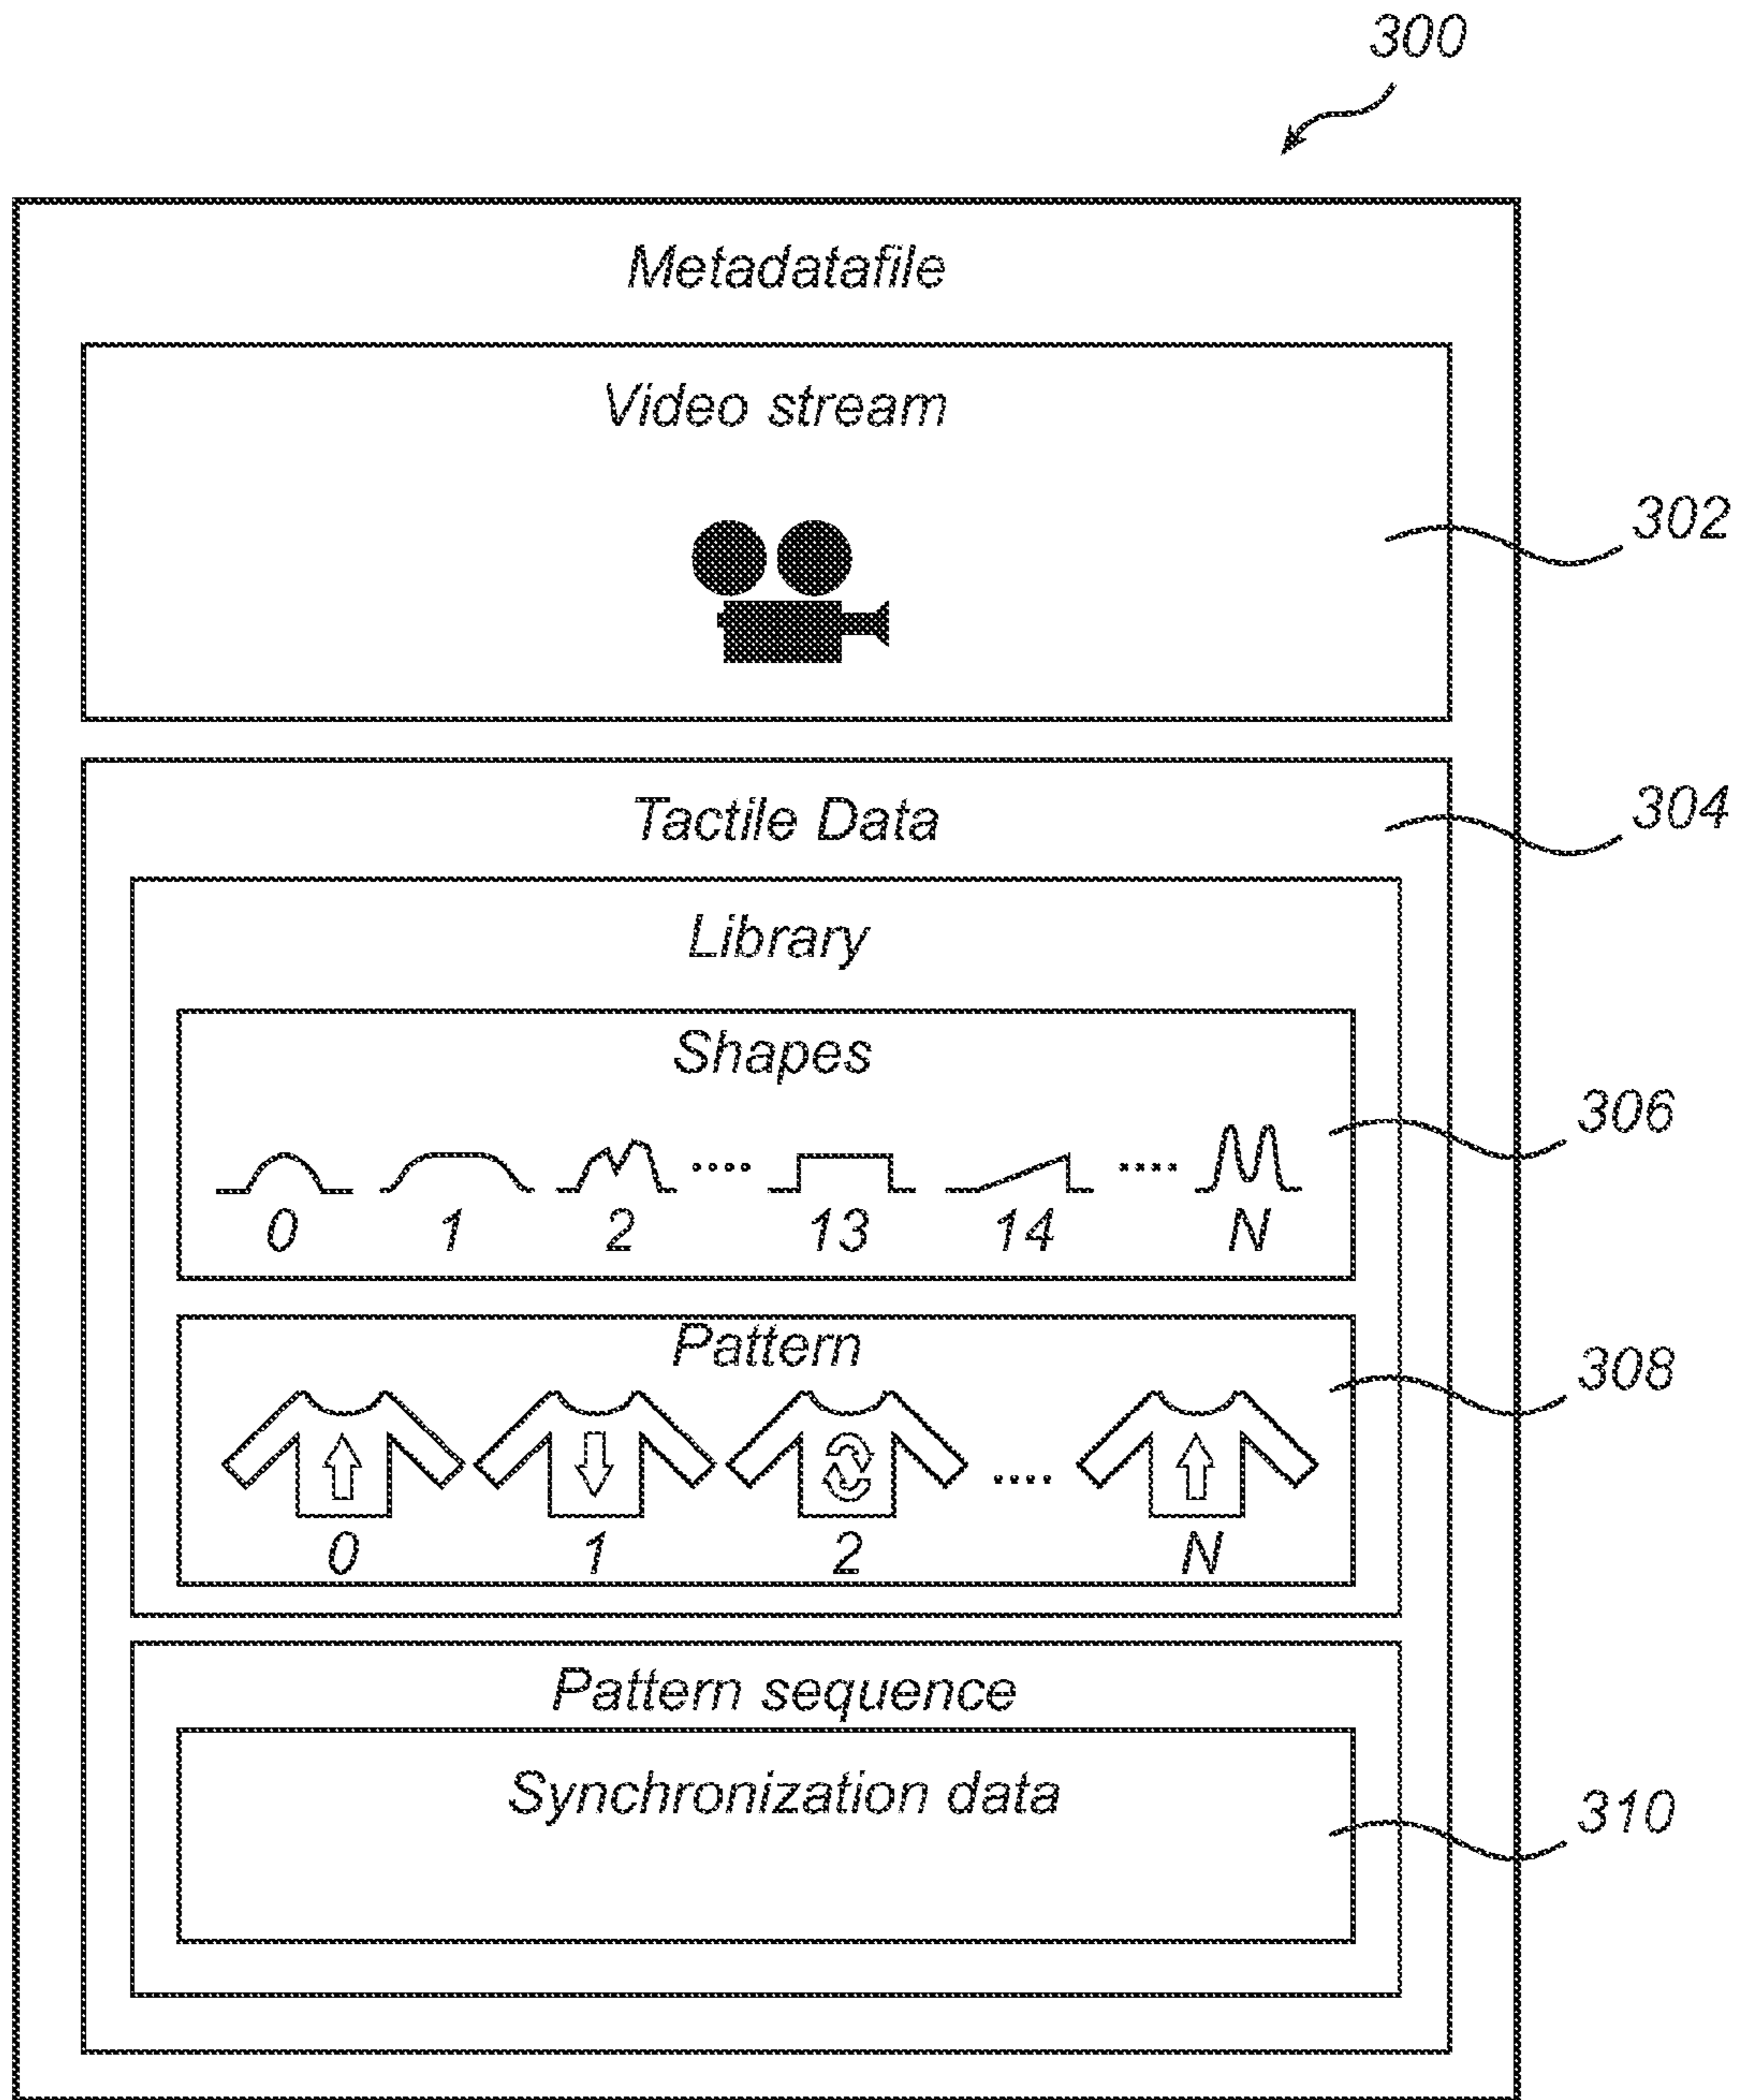 300
Metadatafile
Video stream
302
304
Tactile Data
Library
Shapes
306
0 1 2 13 14 N
Pattern
308
0 1 2 N
Pattern sequence
Synchronization data
310